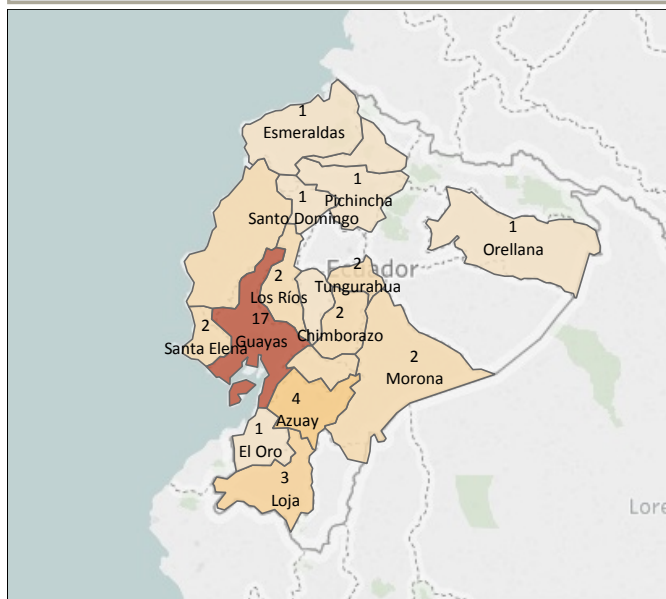 1
Esmeraldas
1
Pichincha
1
Santo Domingo
1
Orellana
Ecuador
2
Tungurahua
2
Los Ríos
17
Guayas
2
Chimborazo
2
Santa Elena
2
Morona
4
Azuay
1
El Oro
3
Loja
Lore